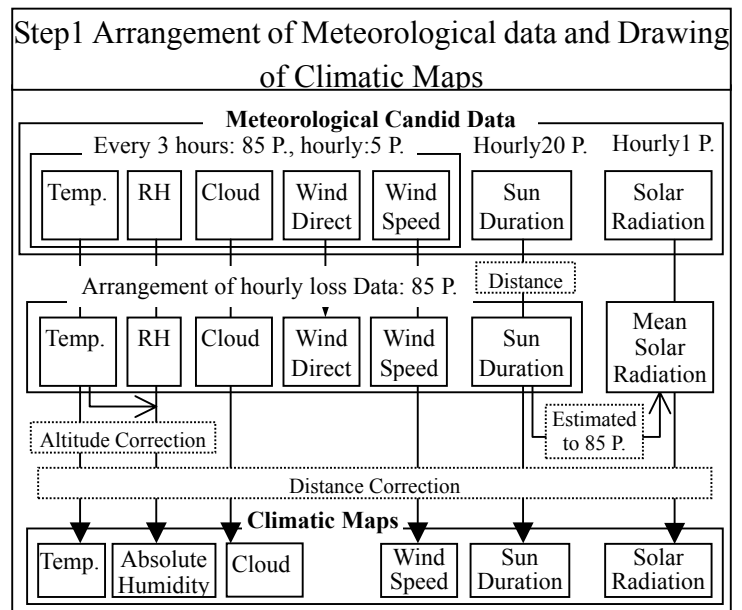 Step1 Arrangement of Meteorological data and Drawing
of Climatic Maps
Meteorological Candid Data
Every 3 hours: 85 P., hourly:5 P.
Hourly20 P.
Hourly1 P.
Temp.
RH
Cloud
Wind
Direct
Wind
Speed
Sun
Duration
Solar
Radiation
Distance
Arrangement of hourly loss Data: 85 P.
Temp.
RH
Cloud
Wind
Direct
Wind
Speed
Sun
Duration
Mean
Solar
Radiation
Altitude Correction
Estimated
to 85 P.
Distance Correction
Climatic Maps
Temp.
Absolute
Humidity
Cloud
Wind
Speed
Sun
Duration
Solar
Radiation